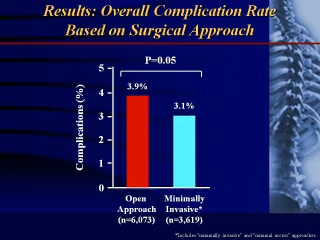 Results: Overall Complication Rate
Based on Surgical Approach
P=0.05
5
4
3
2
1
0
Complications (%)
3.9%
3.1%
Open
Approach
(n=6,073)
Minimally
Invasive*
(n=3,619)
*Includes "minimally invasive" and "minimal access" approaches.